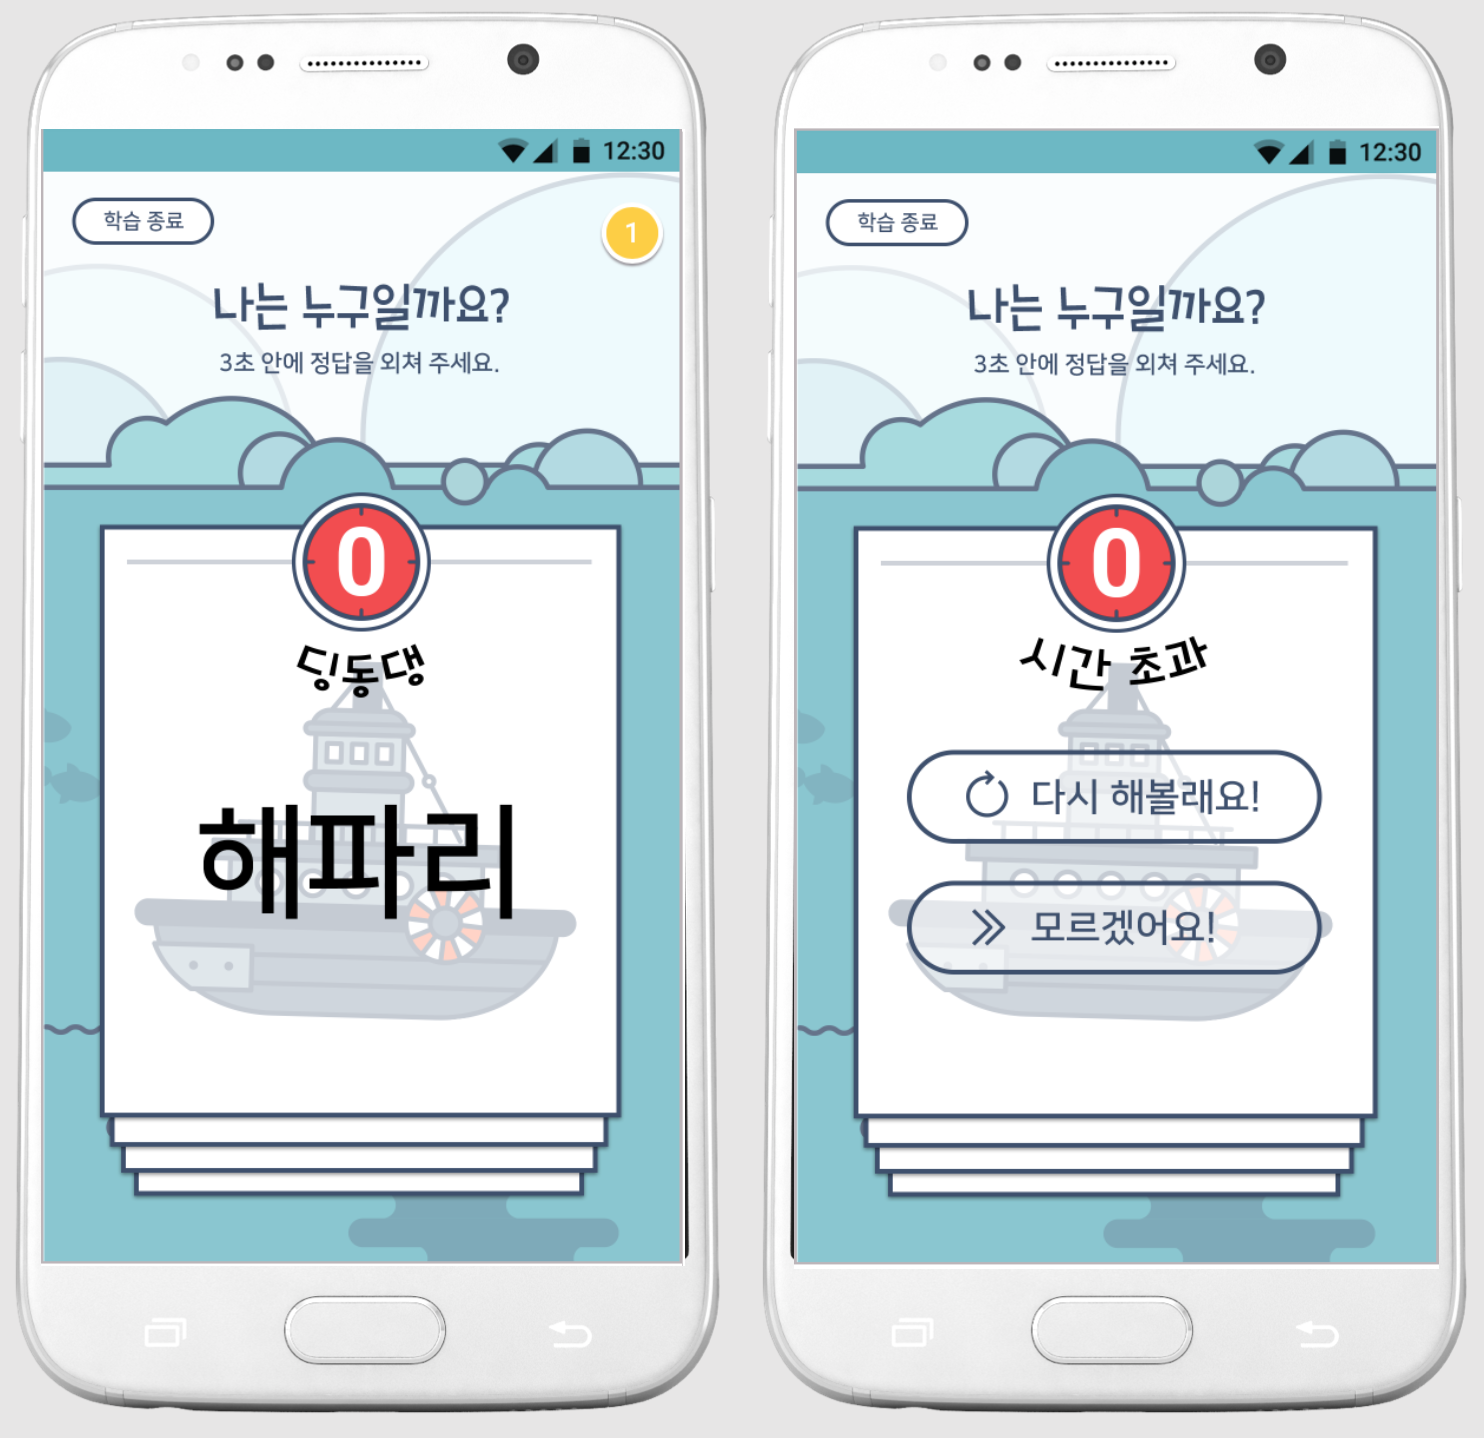 12:30
학습 종료
1
나는 누구일까요?
3초 안에 정답을 외쳐 주세요.
0
딩동댕
해파리
12:30
학습 종료
나는 누구일까요?
3초 안에 정답을 외쳐 주세요.
0
시간 초과
다시 해볼래요!
모르겠어요!